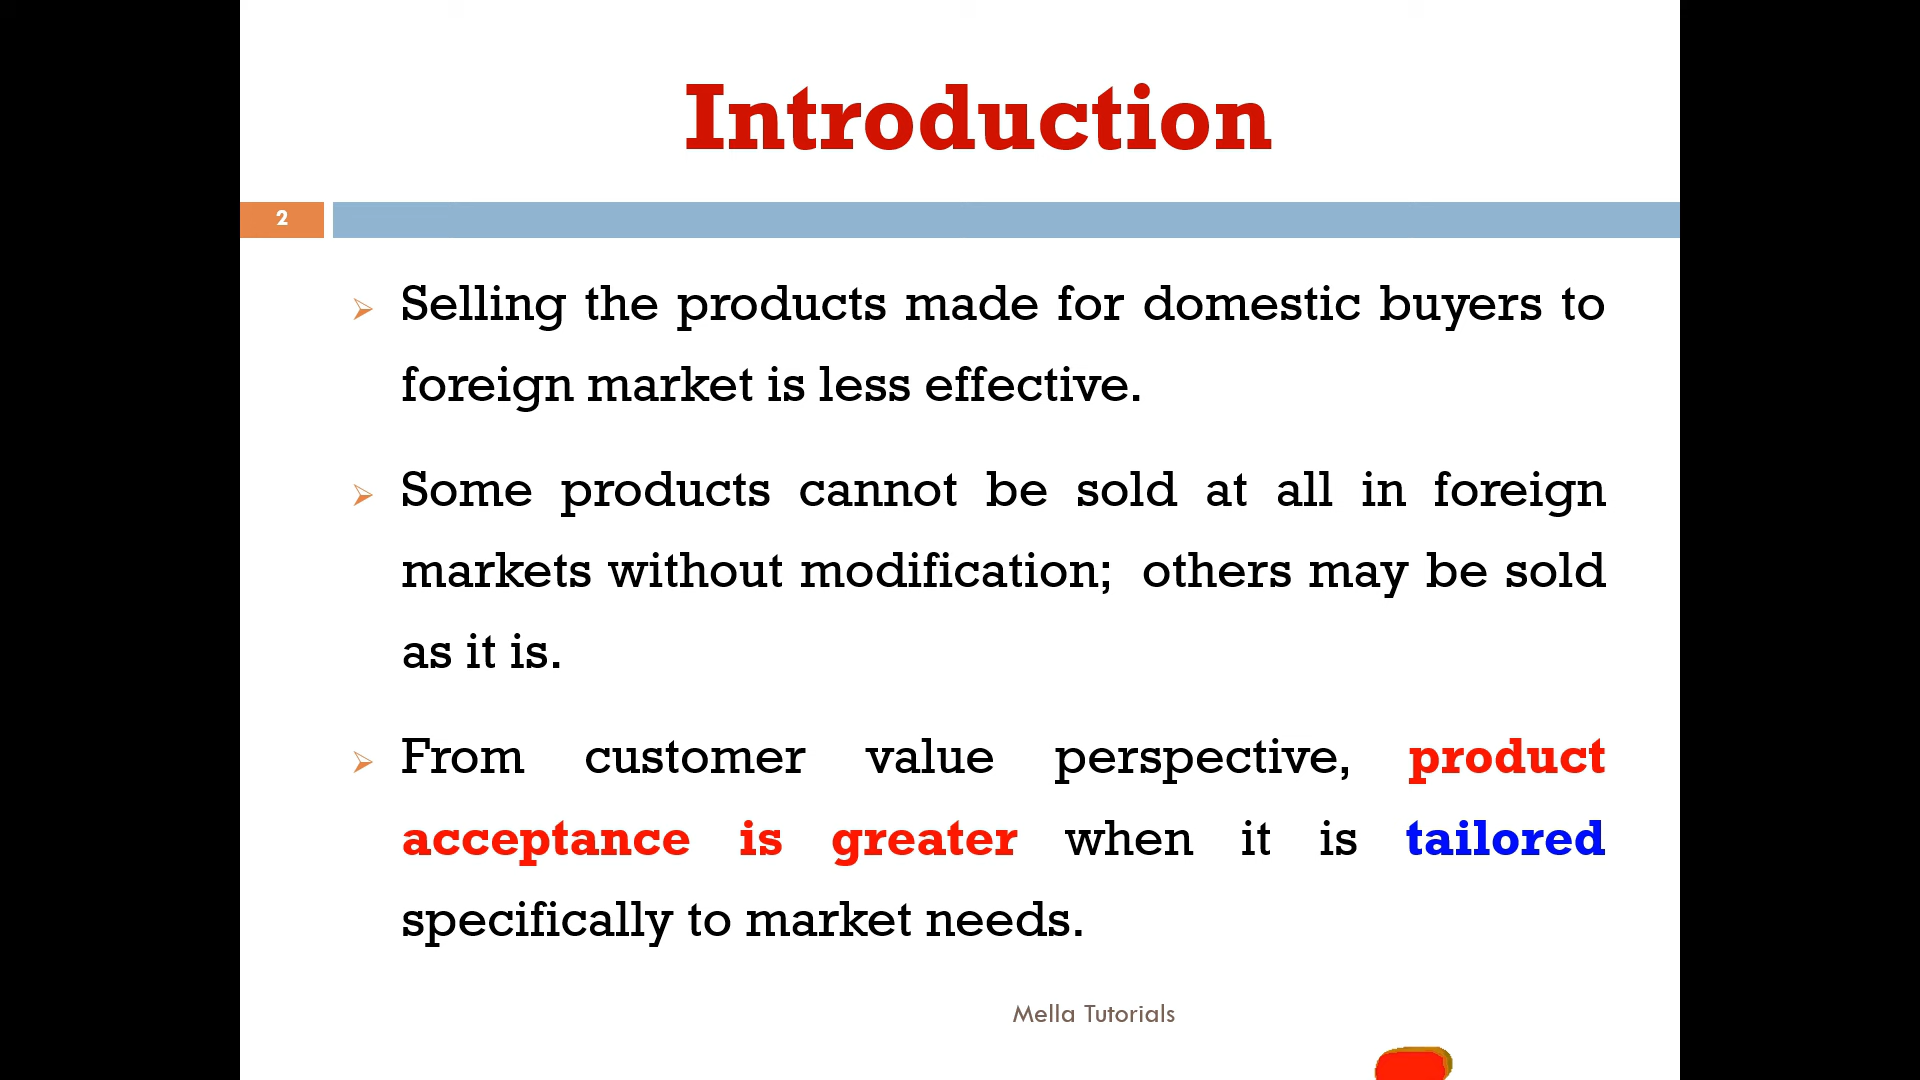 Introduction
2
Selling the products made for domestic buyers to
foreign market is less effective.
Some products cannot be sold at all in foreign
markets without modification; others may be sold
as it is.
From customer value perspective, product
acceptance is greater when it is tailored
specifically to market needs.
Mella Tutorials